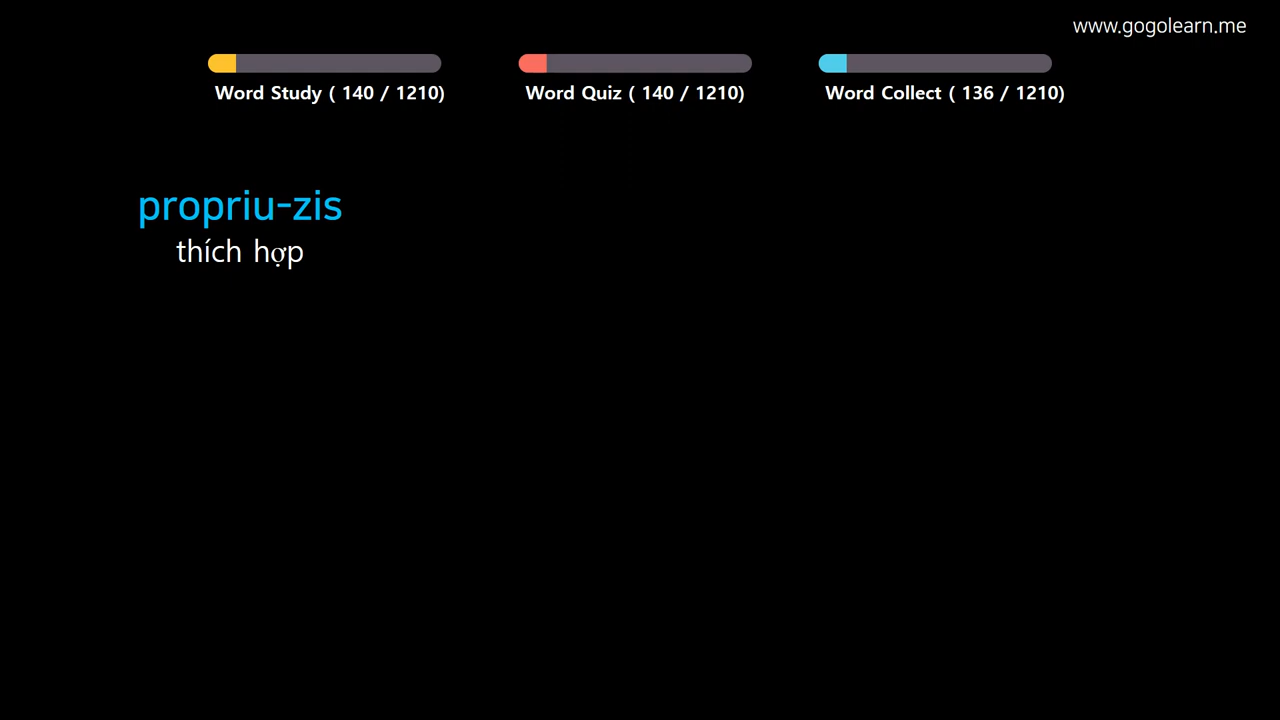 www.gogolearn.me
Word Study ( 140 / 1210)
Word Quiz ( 140 / 1210)
Word Collect ( 136 / 1210)
propriu-zis
thích hợp